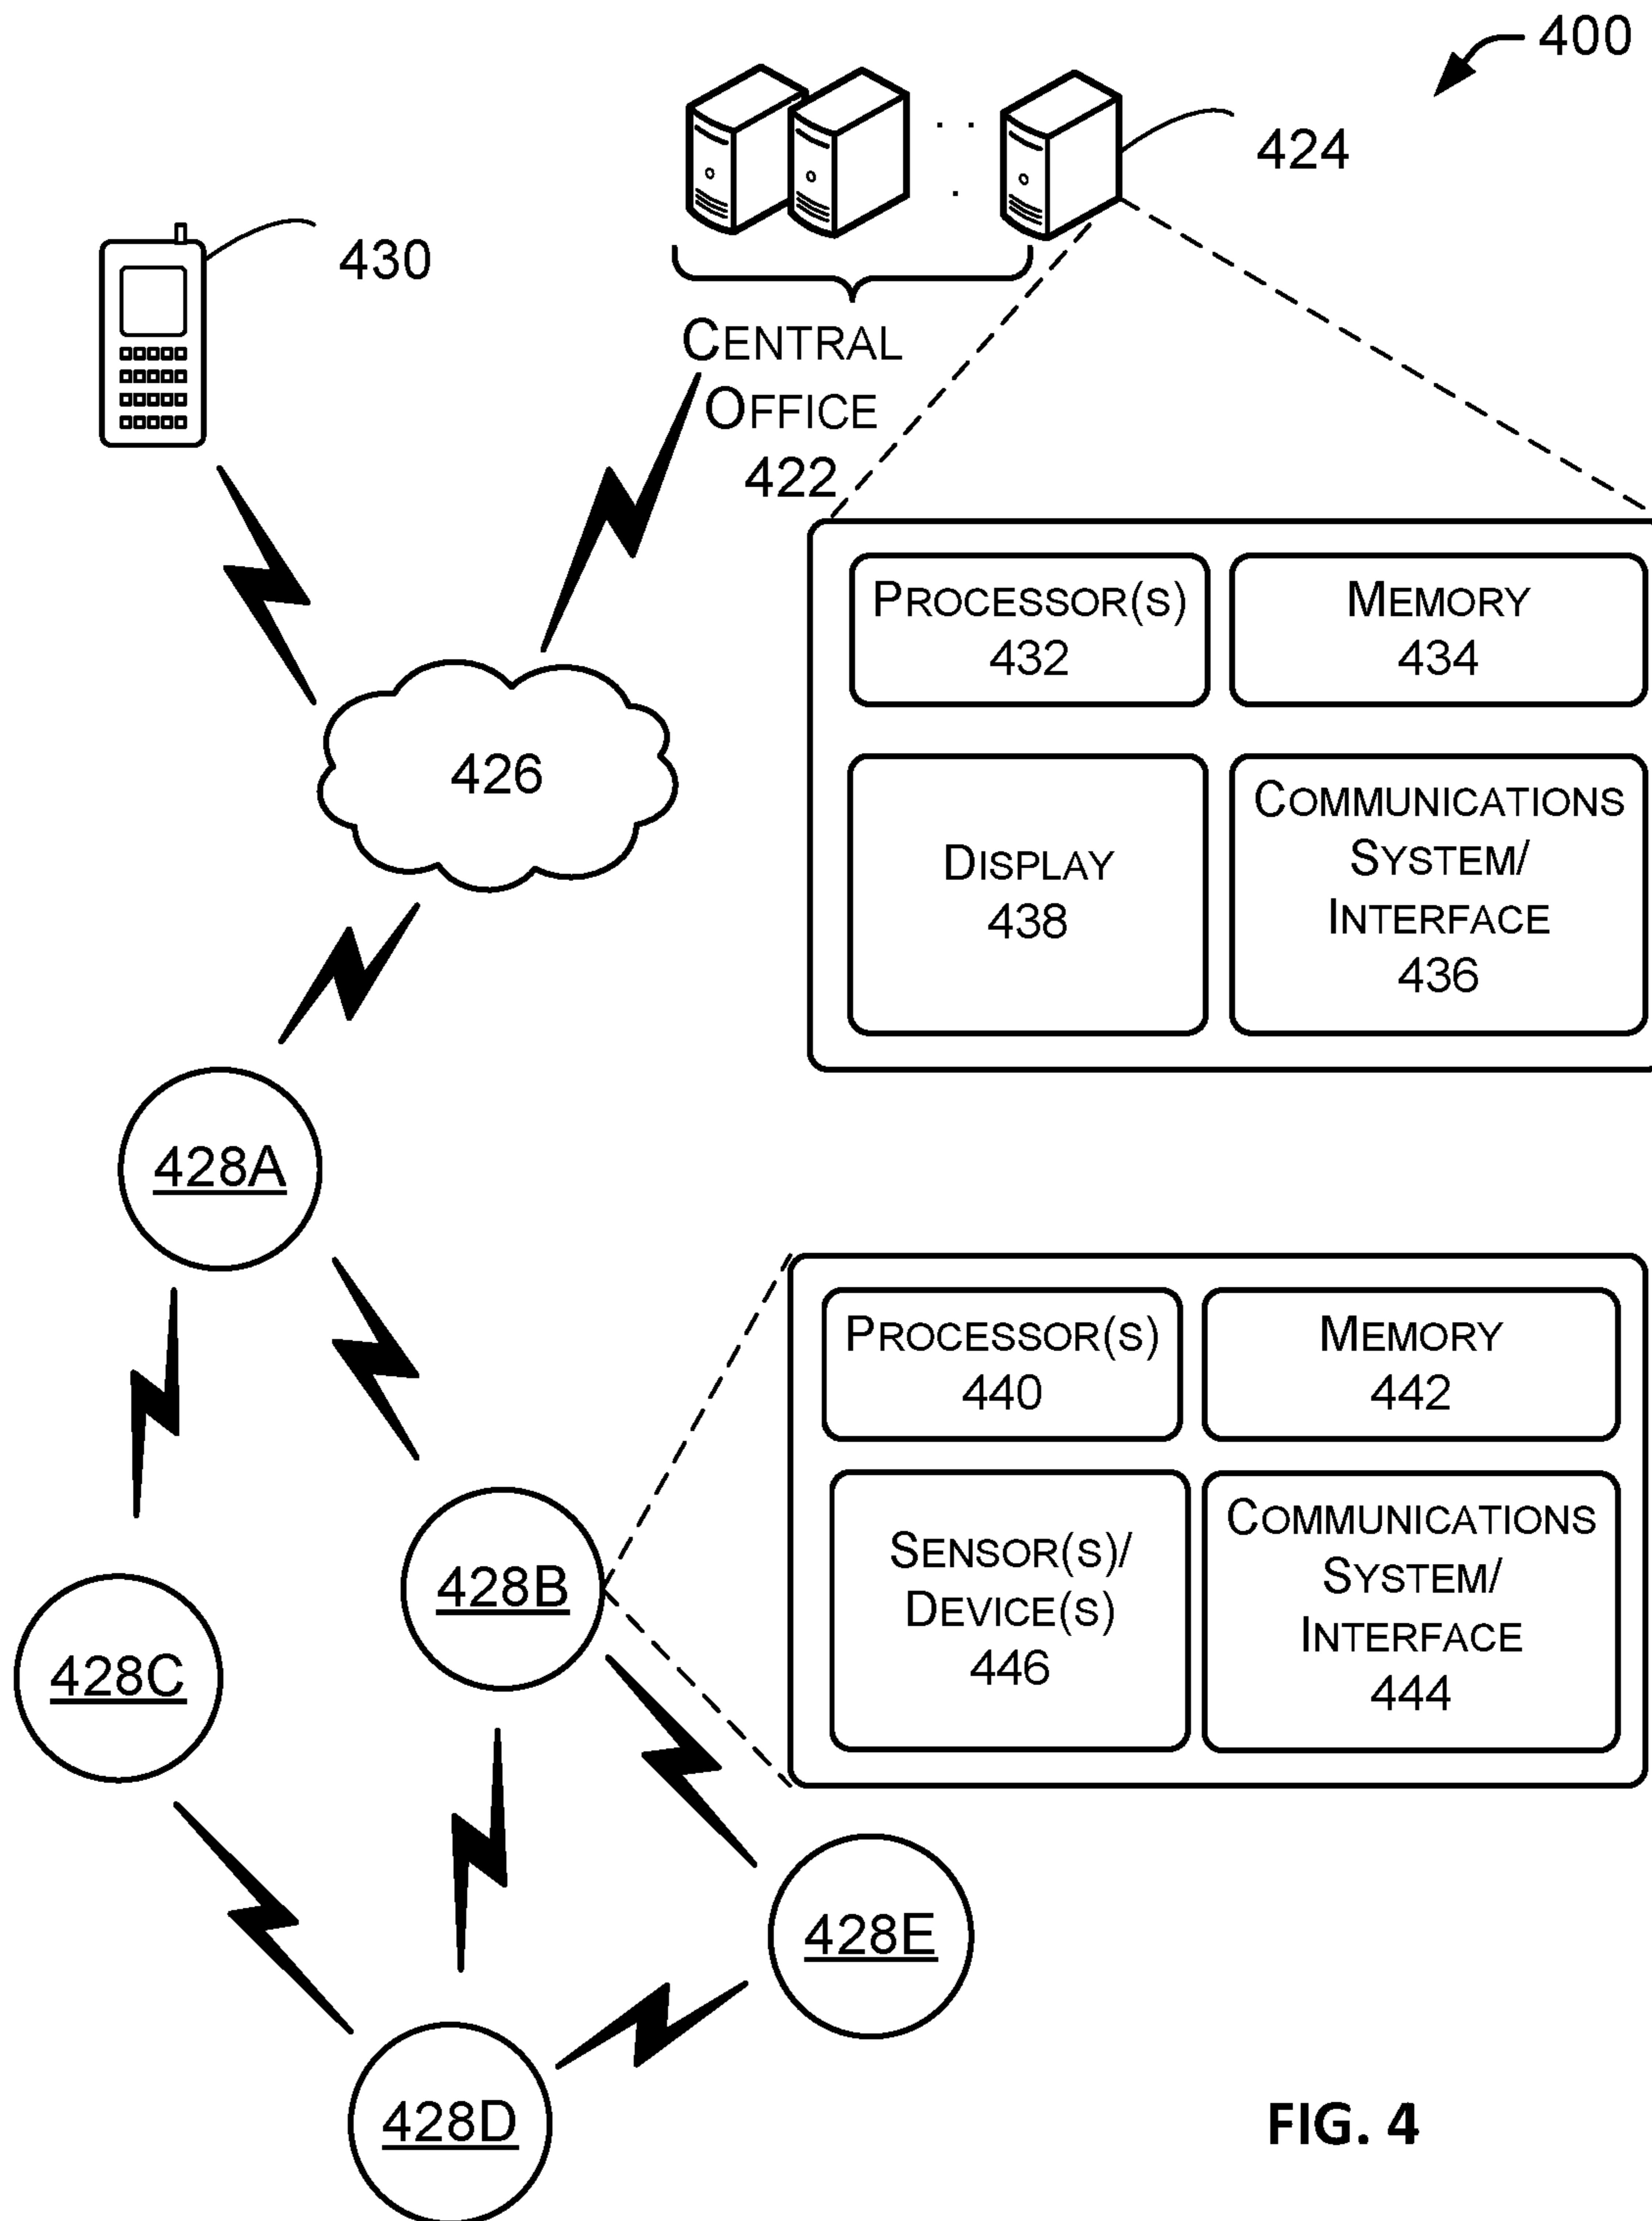 400
424
430
CENTRAL
OFFICE
422
PROCESSOR(S)
432
MEMORY
434
426
DISPLAY
438
COMMUNICATIONS
SYSTEM/
INTERFACE
436
428A
PROCESSOR(S)
440
MEMORY
442
428B
SENSOR(S)/
DEVICE(S)
446
COMMUNICATIONS
SYSTEM/
INTERFACE
444
428C
428E
428D
FIG. 4